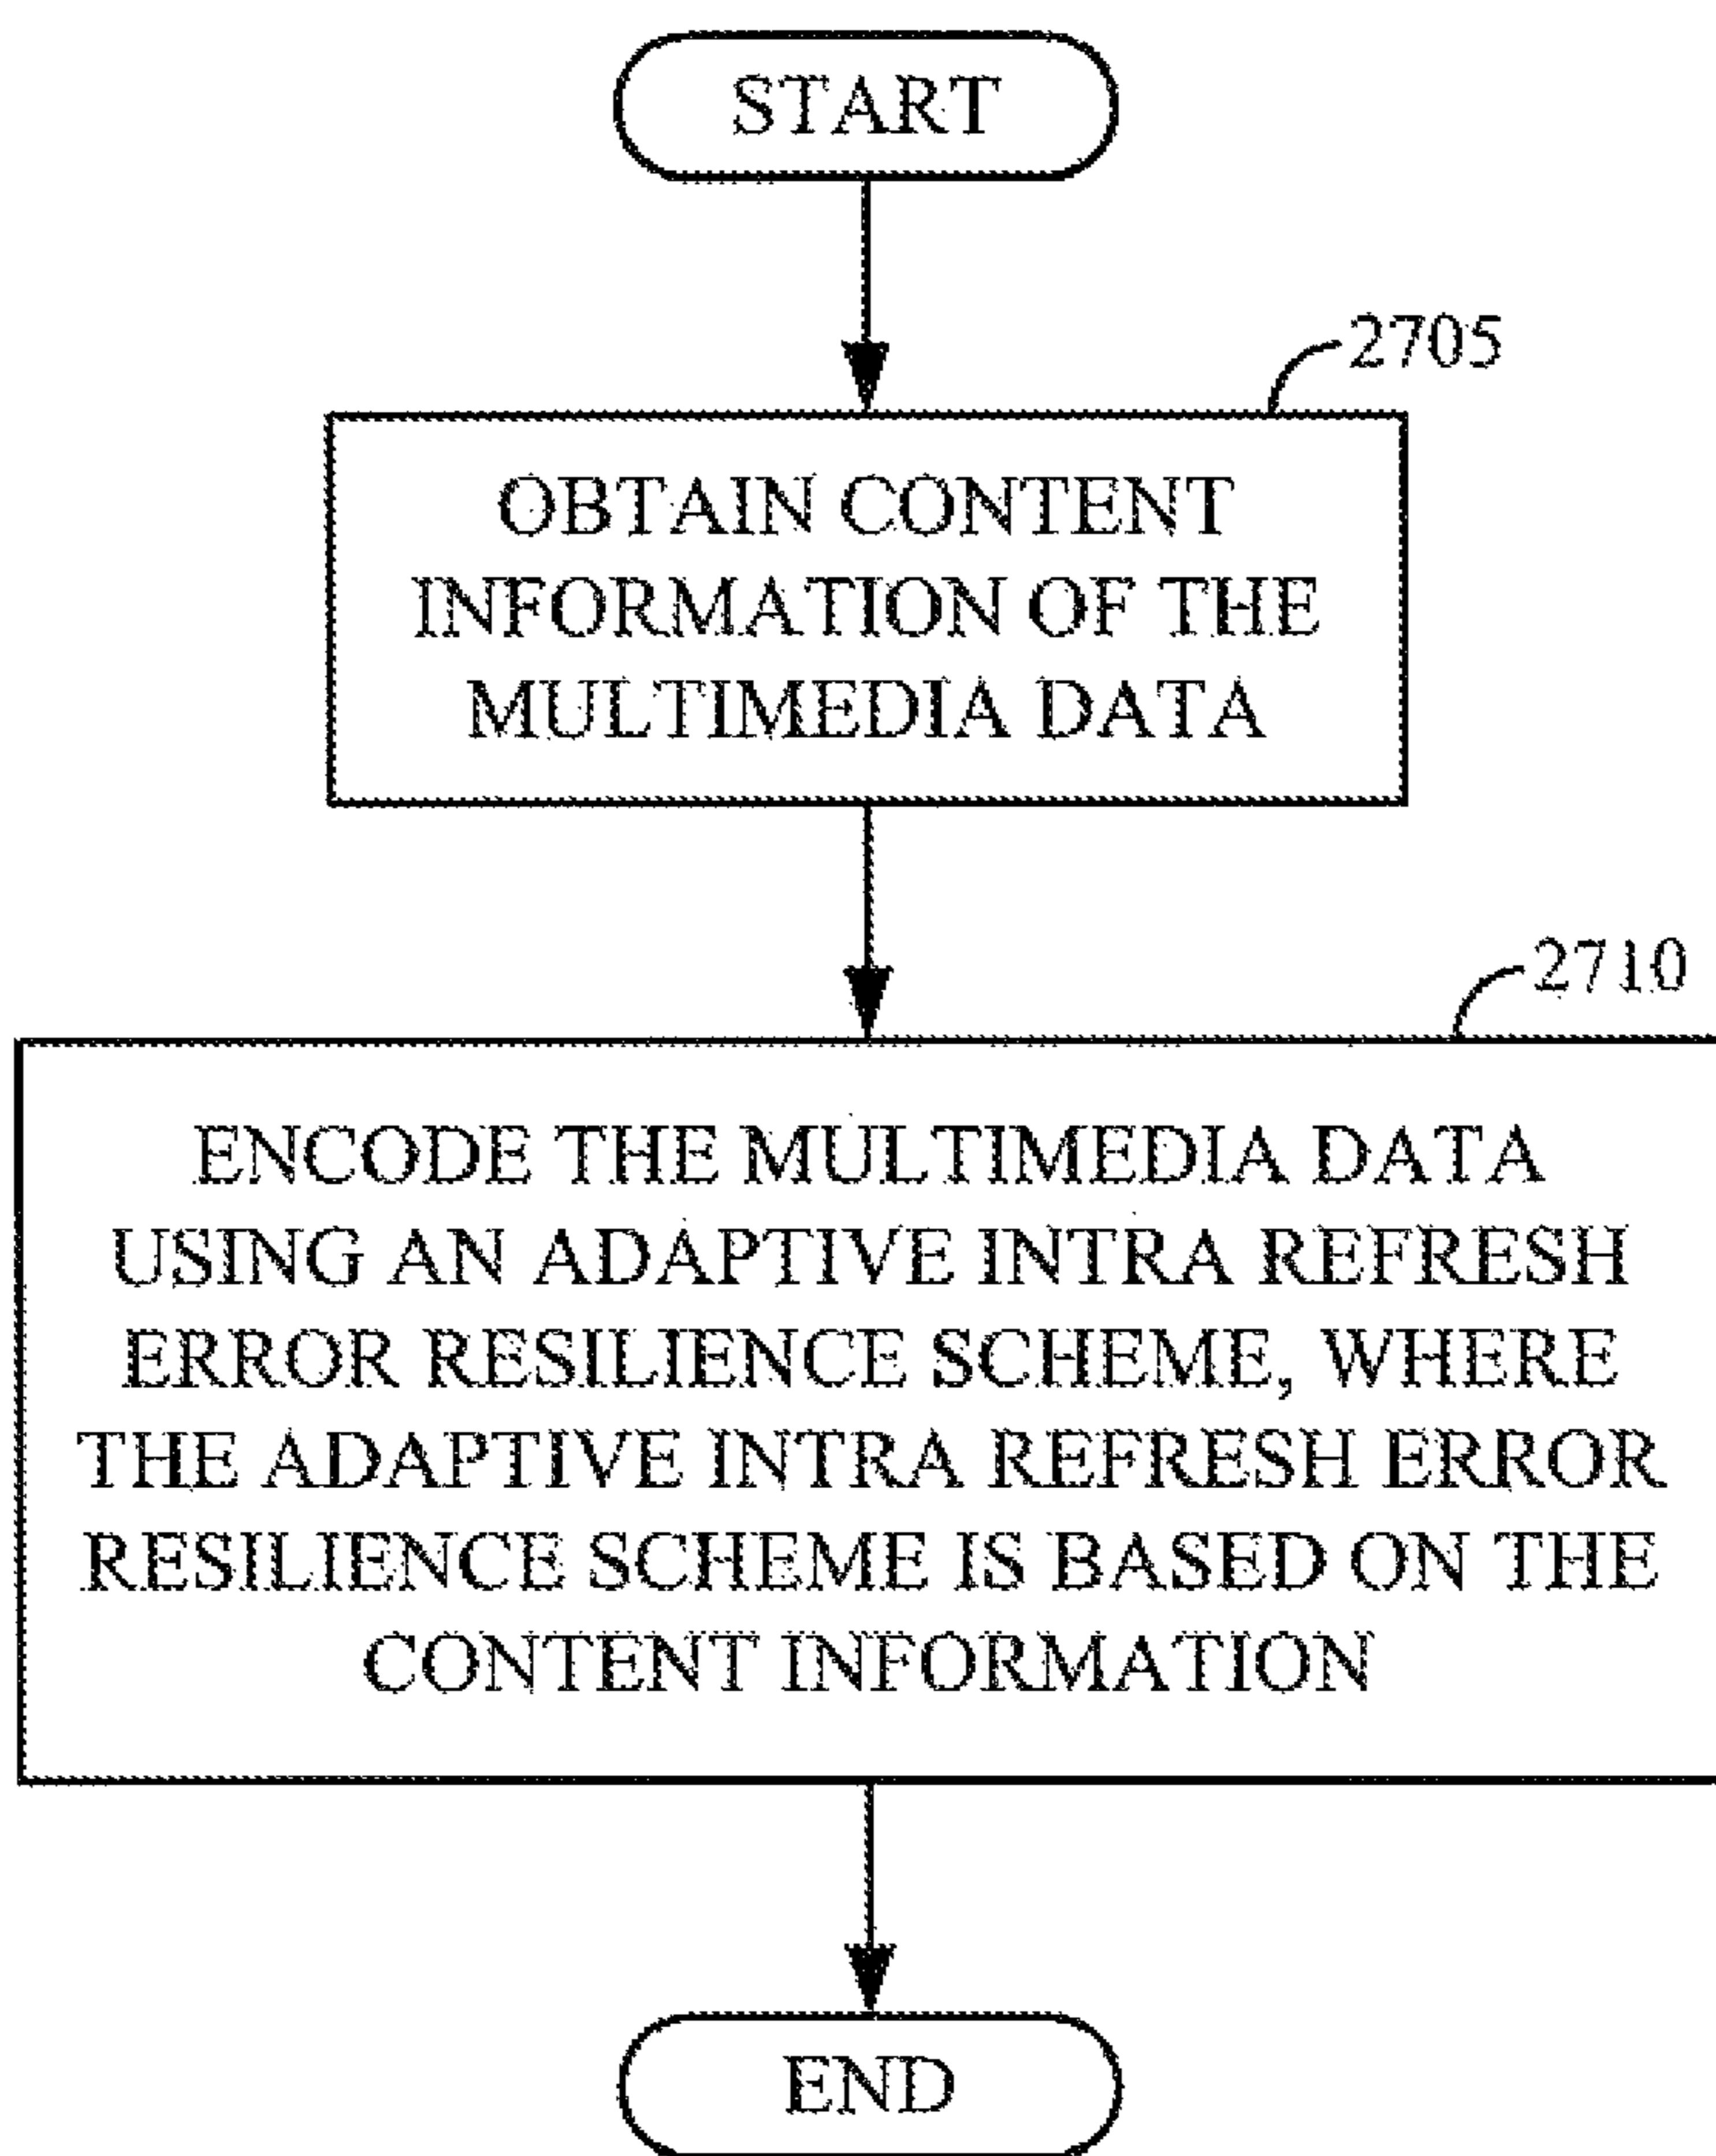 START
2705
OBTAIN CONTENT
INFORMATION OF THE
MULTIMEDIA DATA
2710
ENCODE THE MULTIMEDIA DATA
USING AN ADAPTIVE INTRA REFRESH
ERROR RESILIENCE SCHEME, WHERE
THE ADAPTIVE INTRA REFRESH ERROR
RESILIENCE SCHEME IS BASED ON THE
CONTENT INFORMATION
END